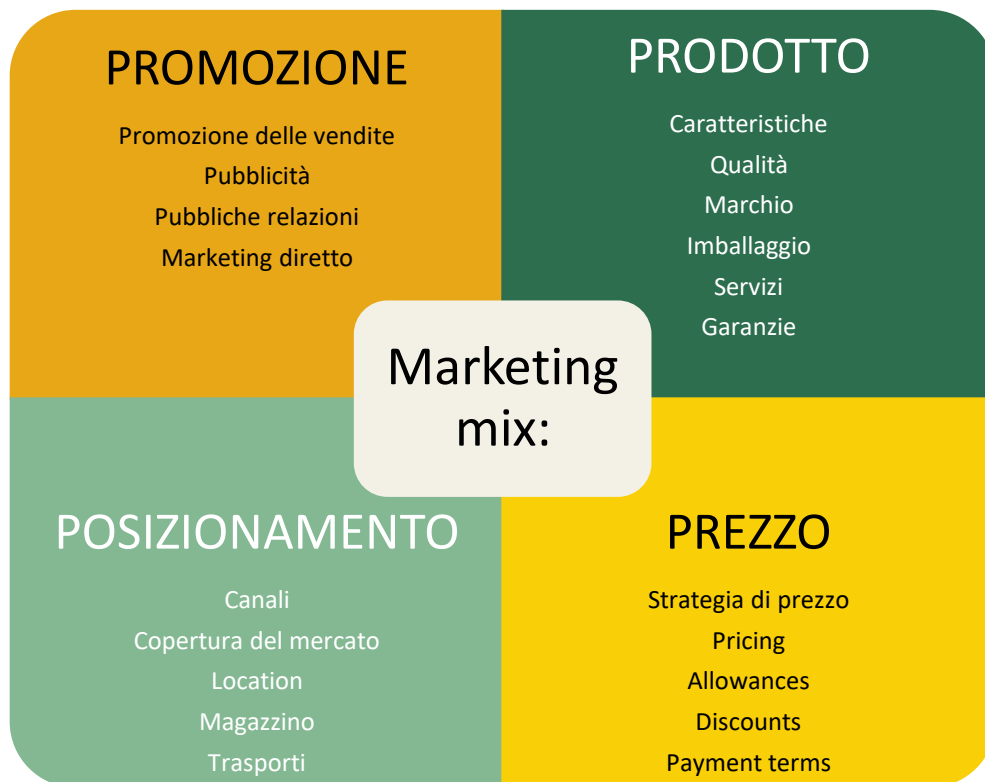 PROMOZIONE
Promozione delle vendite
Pubblicità
Pubbliche relazioni
Marketing diretto
PRODOTTO
Caratteristiche
Qualità
Marchio
Imballaggio
Servizi
Garanzie
Marketing
mix:
POSIZIONAMENTO
Canali
Copertura del mercato
Location
Magazzino
Trasporti
PREZZO
Strategia di prezzo
Pricing
Allowances
Discounts
Payment terms